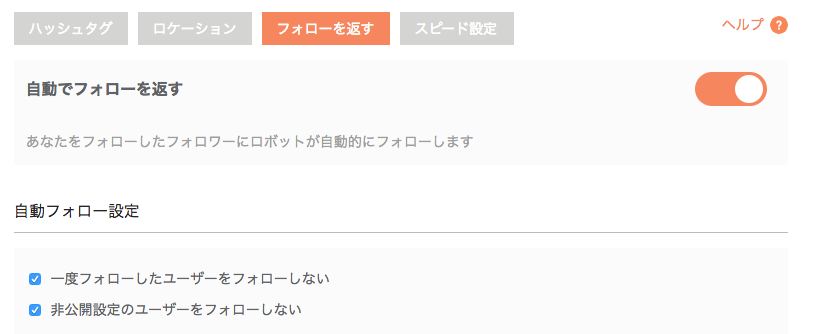 ハッシュタグ ロケーション フォローを返す スピード設定 ヘルプ ?
自動でフォローを返す
あなたをフォローしたフォロワーにロボットが自動的にフォローします
自動フォロー設定
一度フォローしたユーザーをフォローしない
非公開設定のユーザーをフォローしない